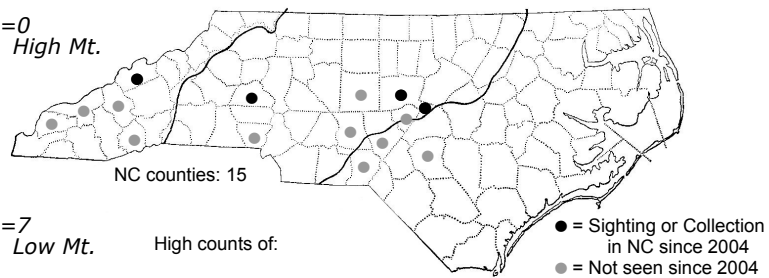 =0
High Mt.
NC counties: 15
=7
Low Mt.
High counts of:
= Sighting or Collection
in NC since 2004
= Not seen since 2004